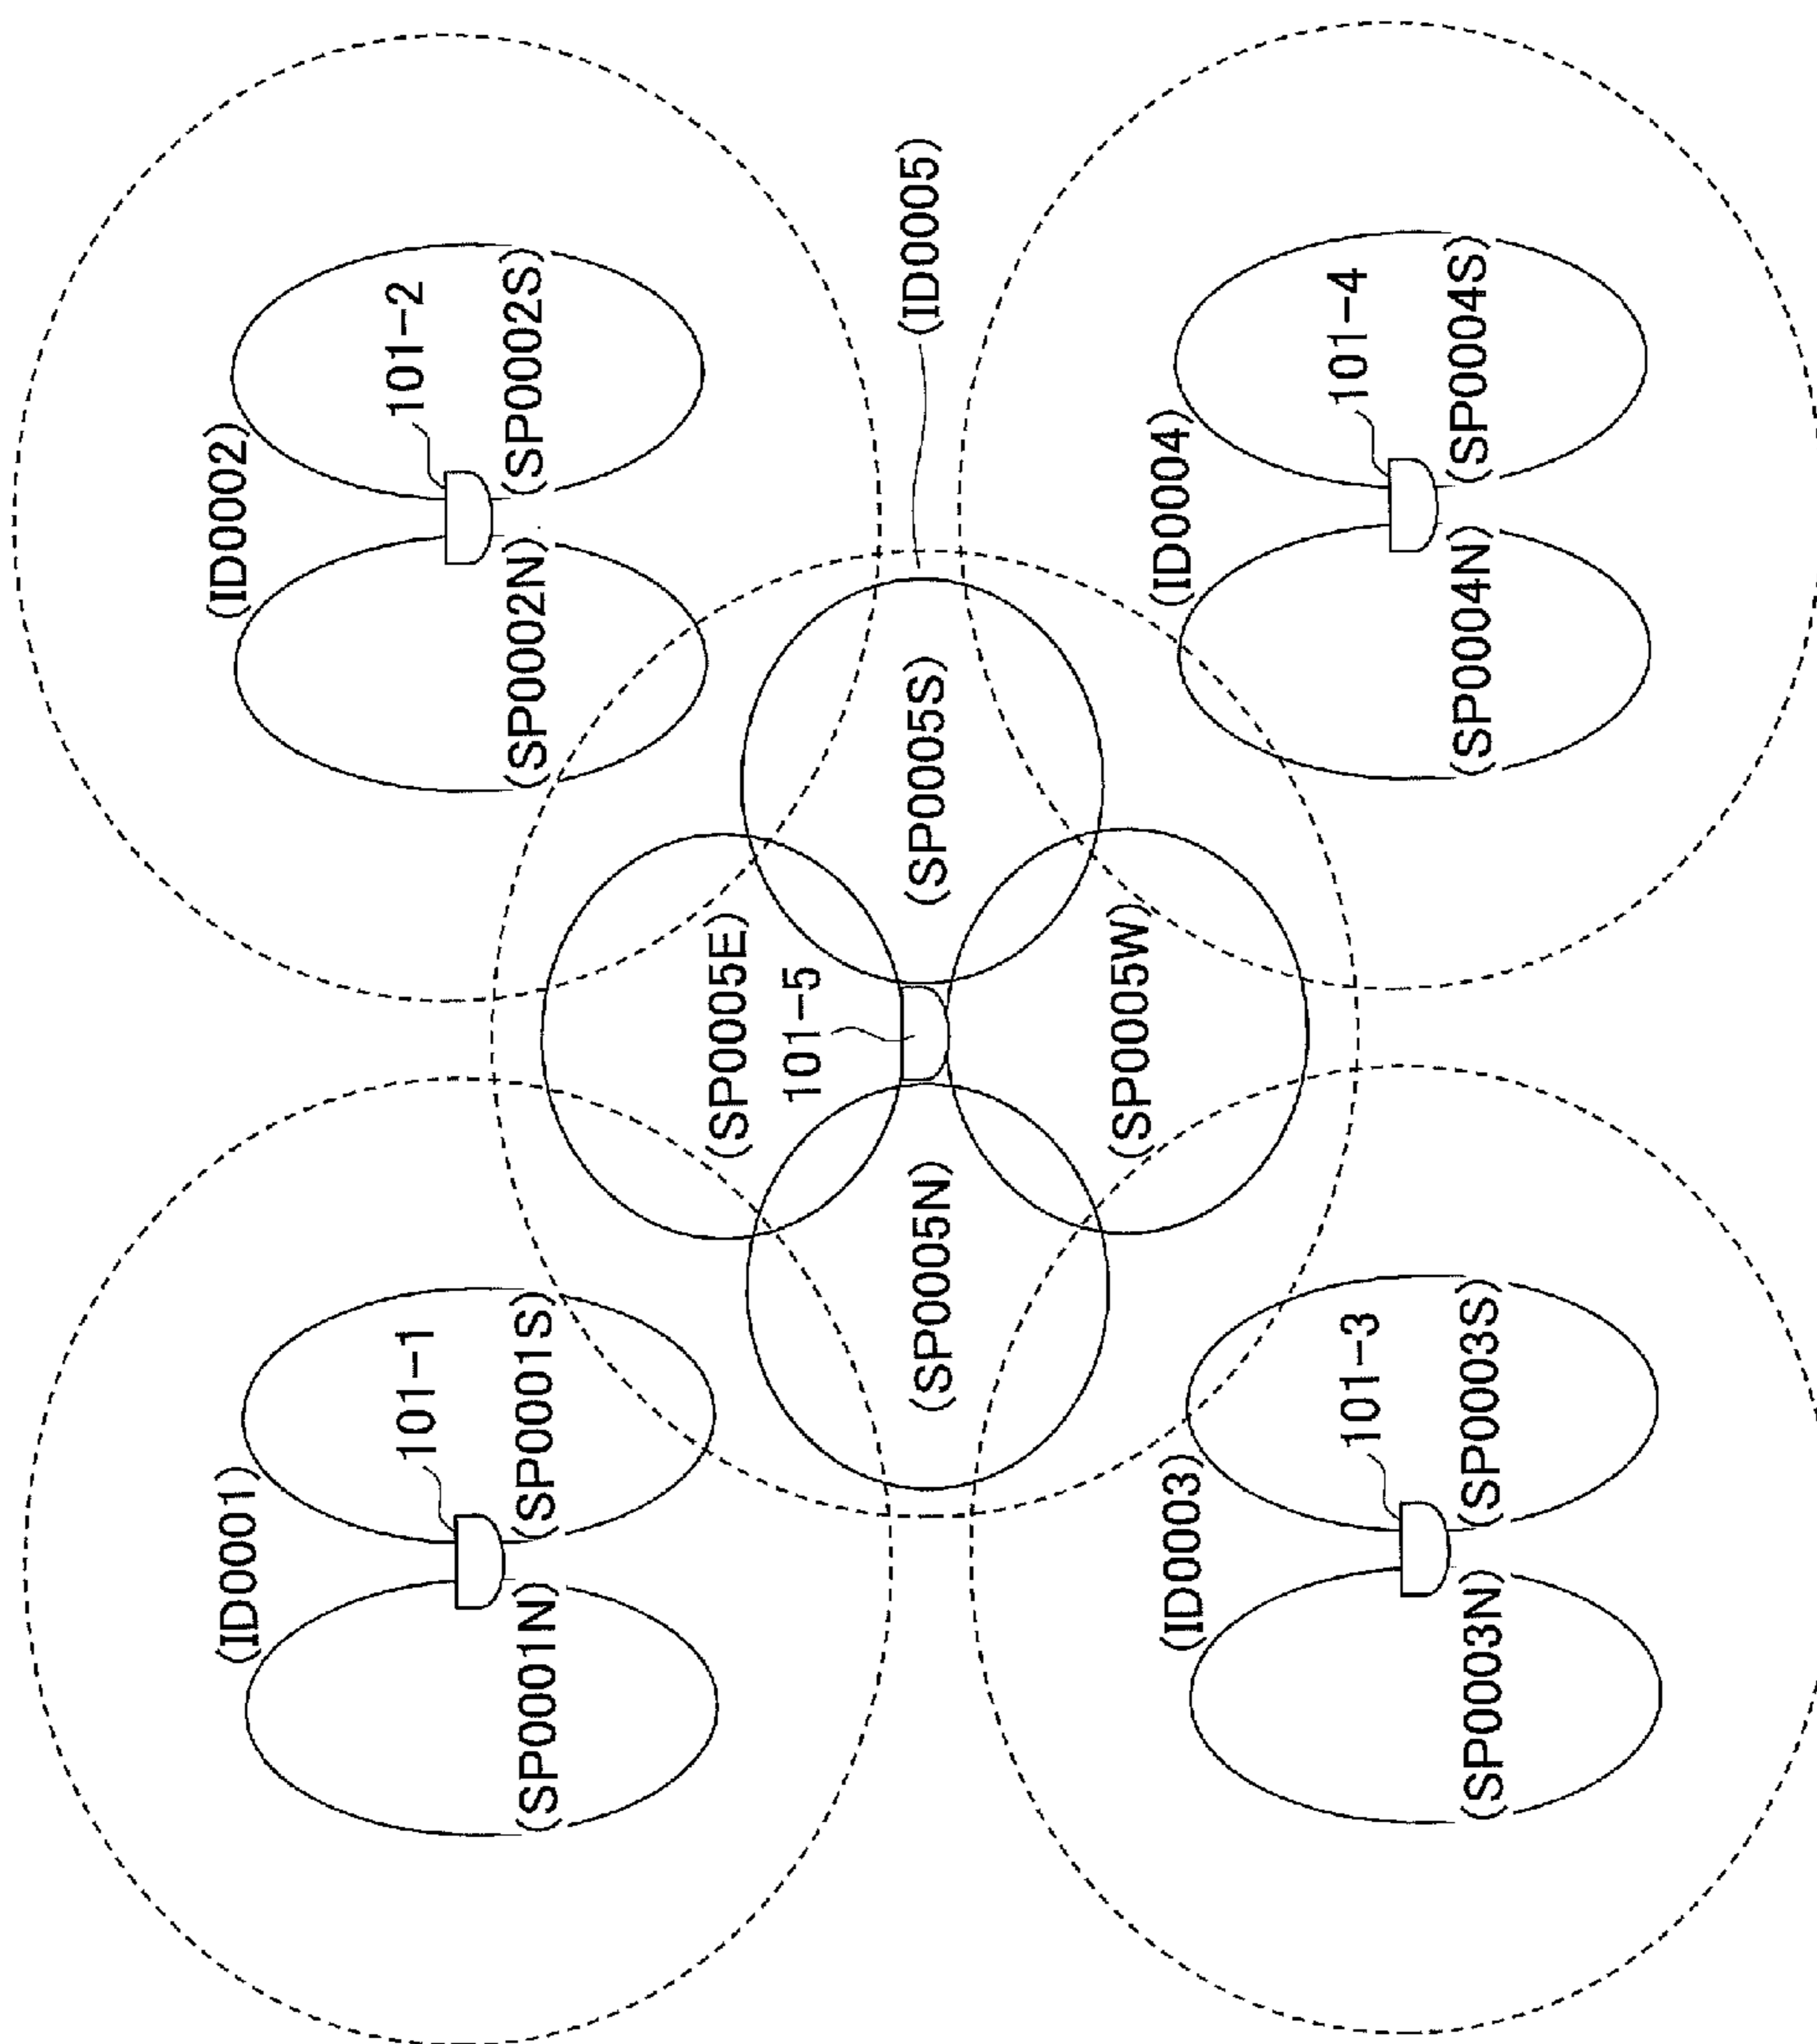 (ID0001)
101-1
(SP0001N)
(SP0001S)
(ID0002)
101-2
(SP0002N)
(SP0002S)
(SP0005E)
101-5
(SP0005N)
(SP0005S)
(ID0005)
(SP0005W)
(ID0003)
101-3
(SP0003N)
(SP0003S)
(ID0004)
101-4
(SP0004N)
(SP0004S)